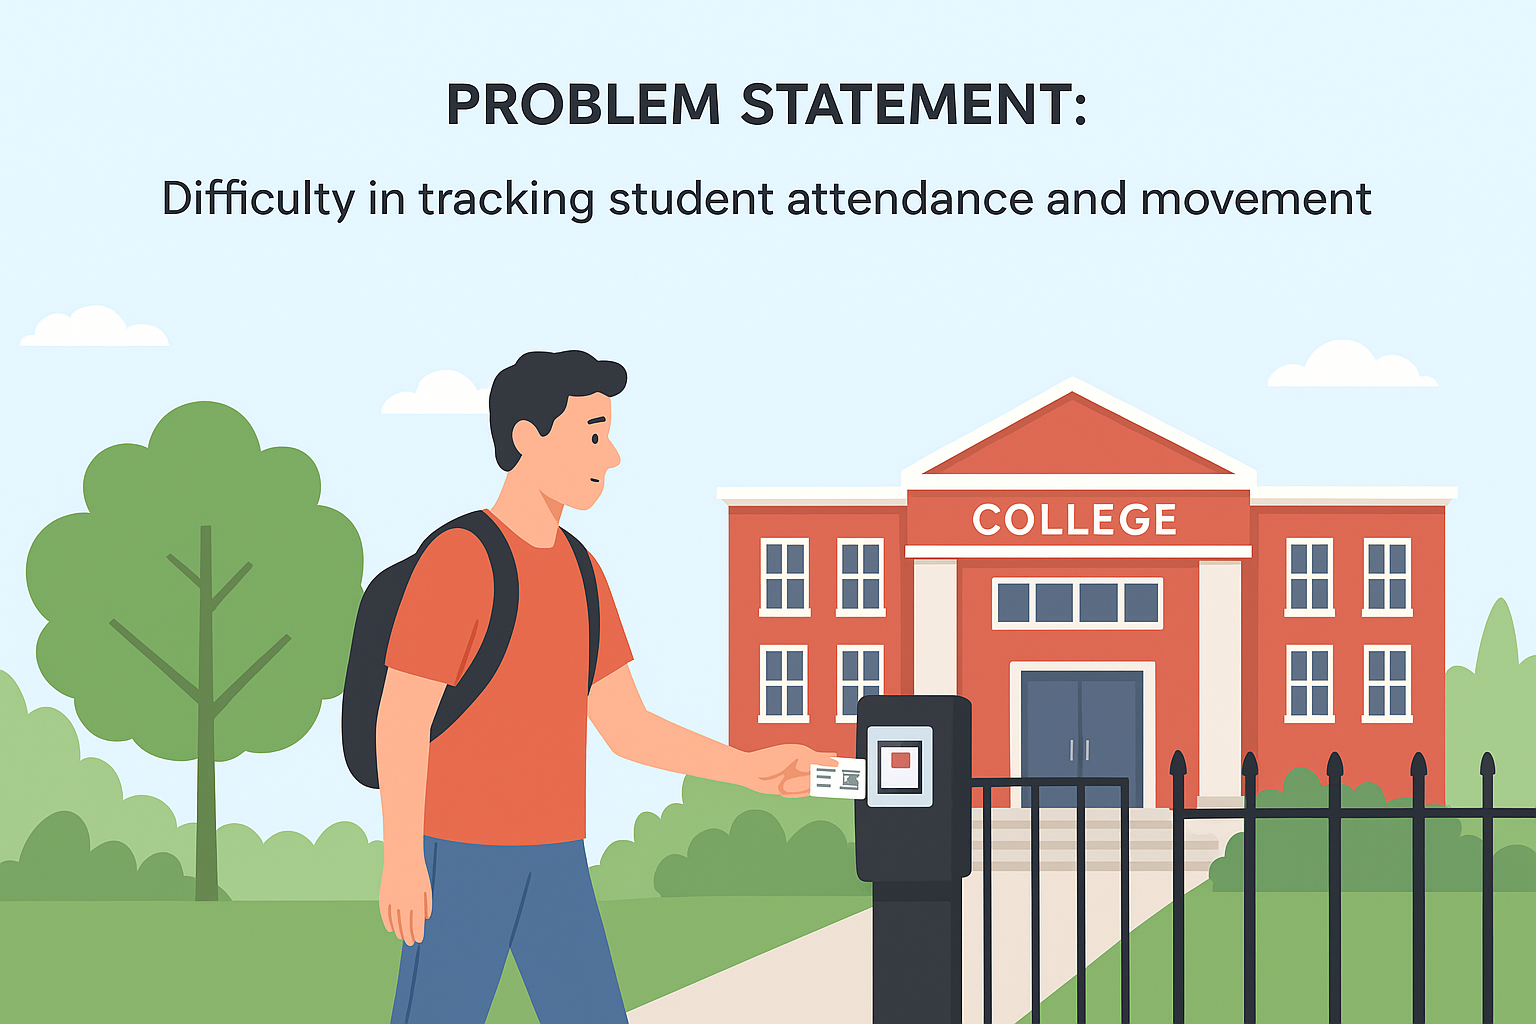 PROBLEM STATEMENT:
Difficulty in tracking student attendance and movement
COLLEGE